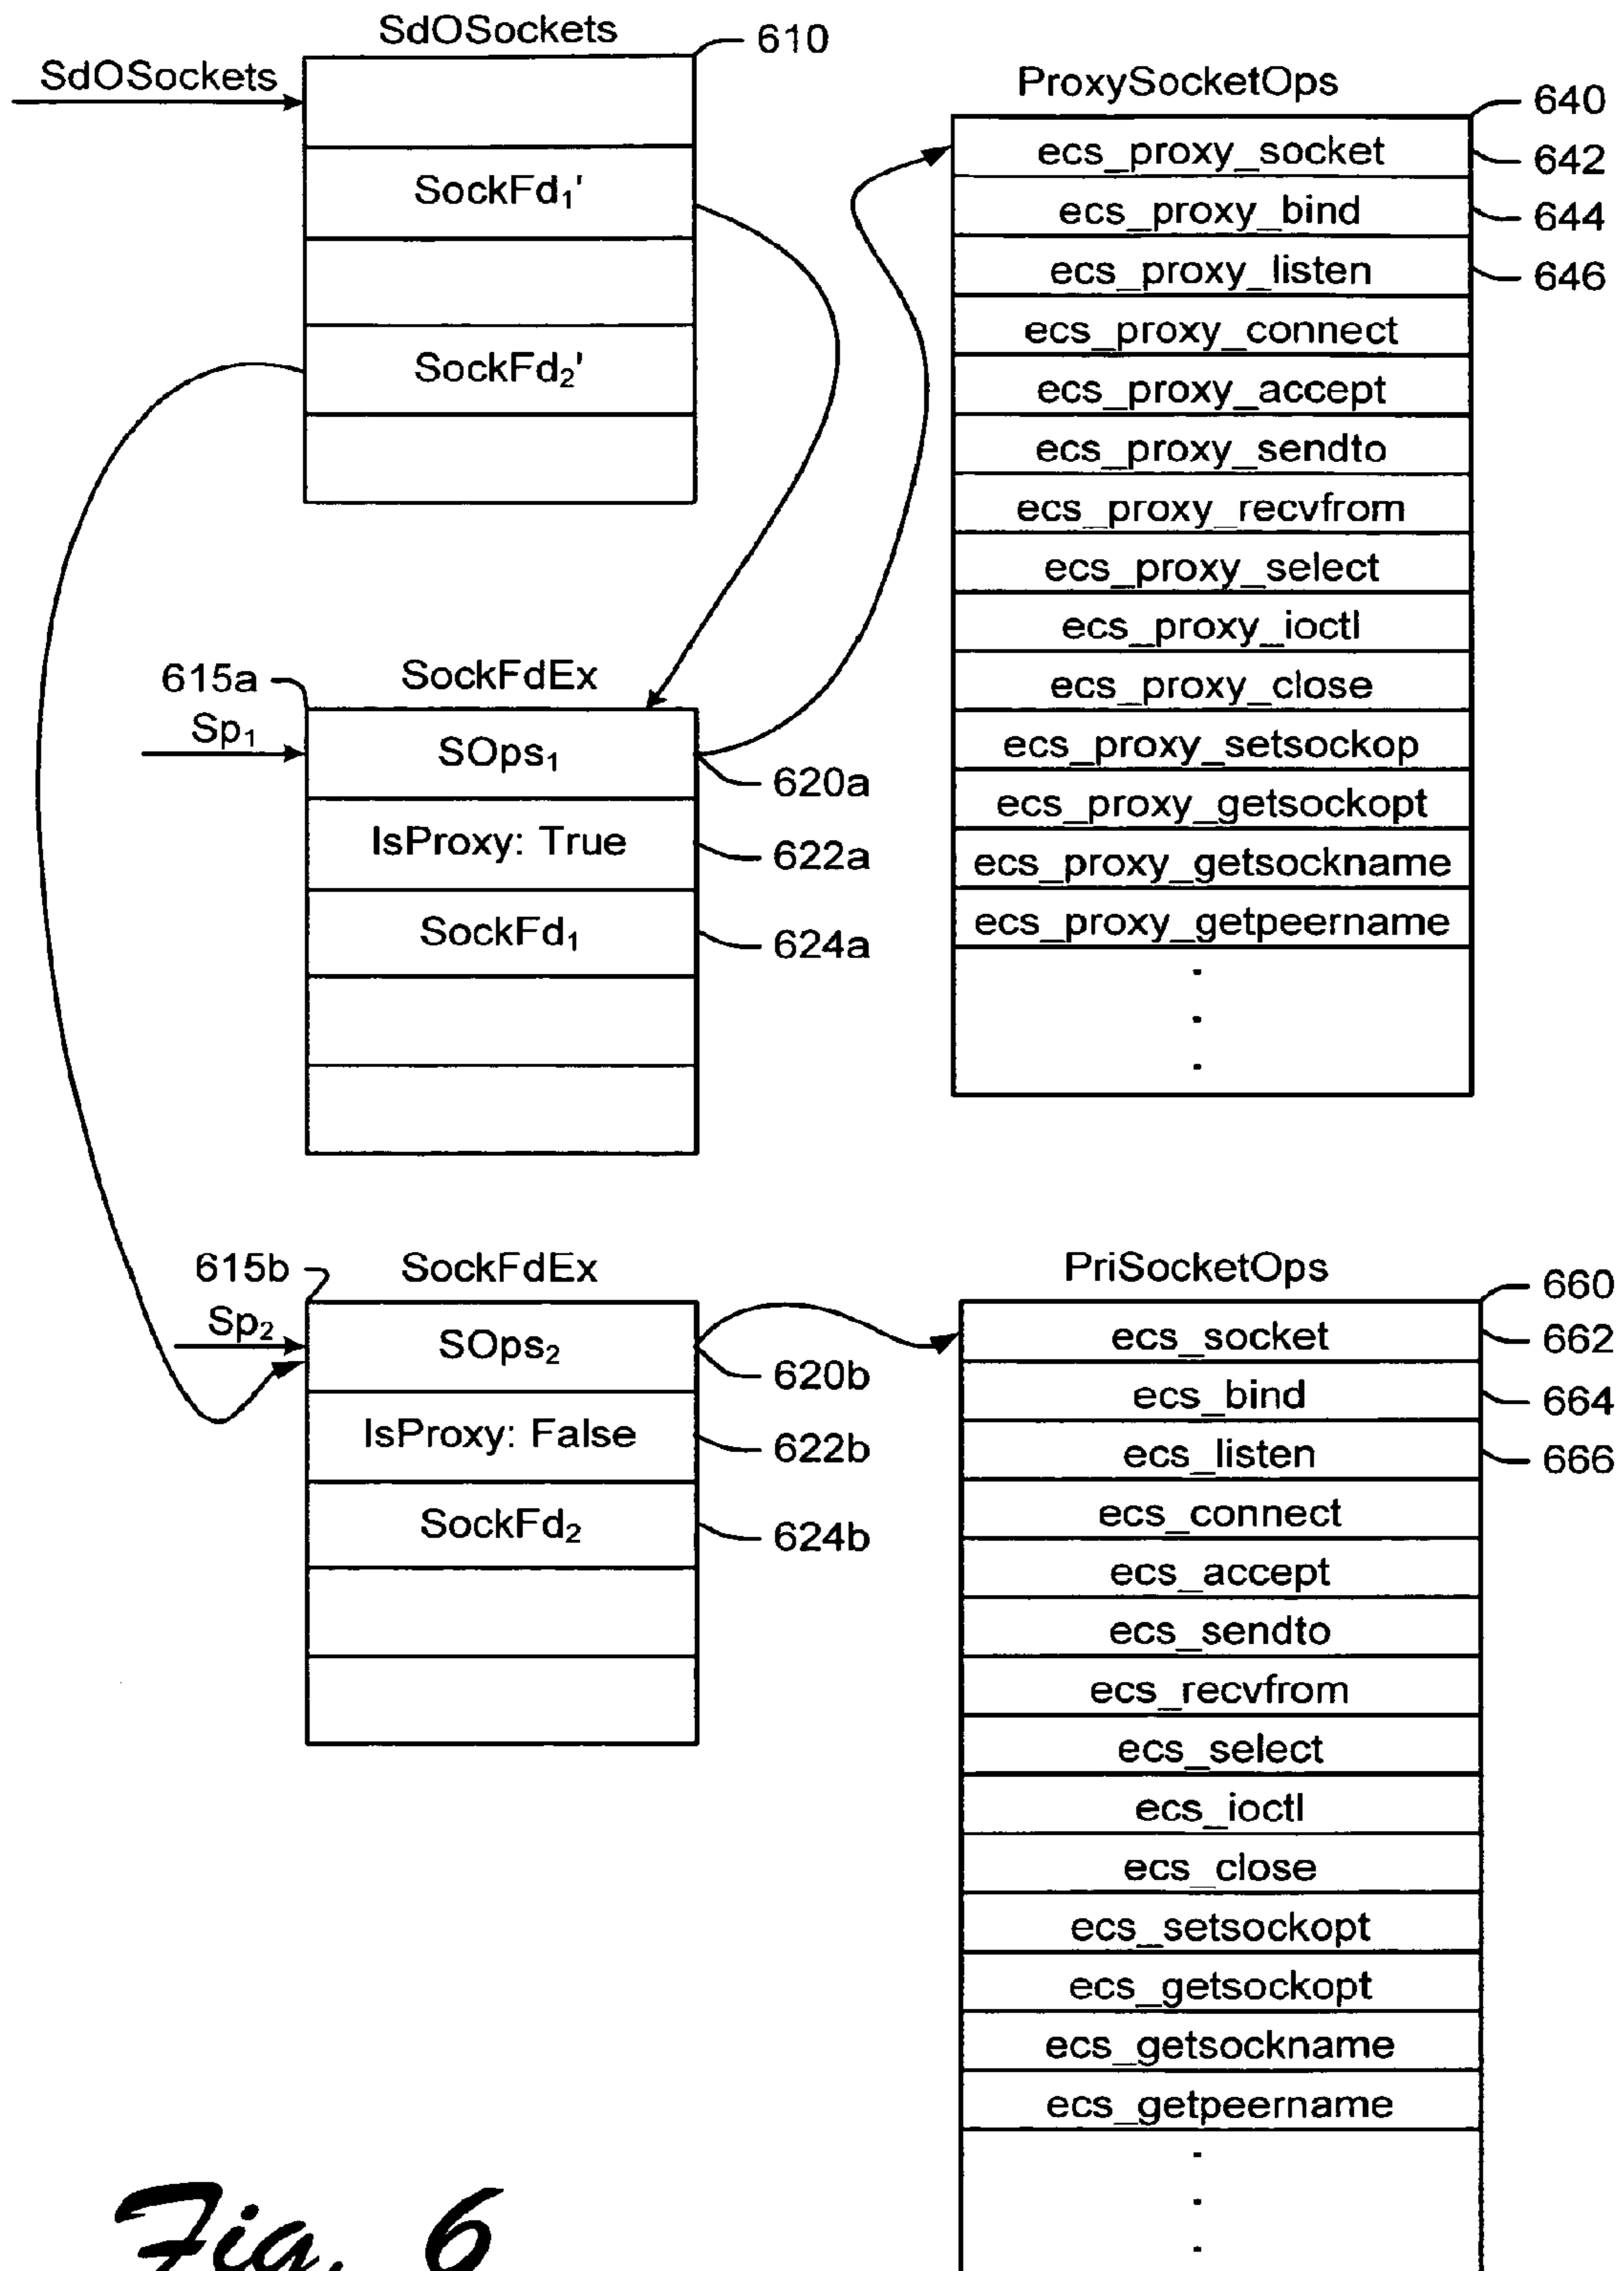 SdOSockets
610
SdOSockets
SockFd₁'
SockFd₂'
ProxySocketOps
640
ecs_proxy_socket
642
ecs_proxy_bind
644
ecs_proxy_listen
646
ecs_proxy_connect
ecs_proxy_accept
ecs_proxy_sendto
ecs_proxy_recvfrom
ecs_proxy_select
ecs_proxy_ioctl
ecs_proxy_close
ecs_proxy_setsockop
ecs_proxy_getsockopt
ecs_proxy_getsockname
ecs_proxy_getpeername
.
.
.
615a
SockFdEx
Sp₁
SOps₁
620a
IsProxy: True
622a
SockFd₁
624a
615b
SockFdEx
Sp₂
SOps₂
620b
IsProxy: False
622b
SockFd₂
624b
PriSocketOps
660
ecs_socket
662
ecs_bind
664
ecs_listen
666
ecs_connect
ecs_accept
ecs_sendto
ecs_recvfrom
ecs_select
ecs_ioctl
ecs_close
ecs_setsockopt
ecs_getsockopt
ecs_getsockname
ecs_getpeername
.
.
.
Fig. 6